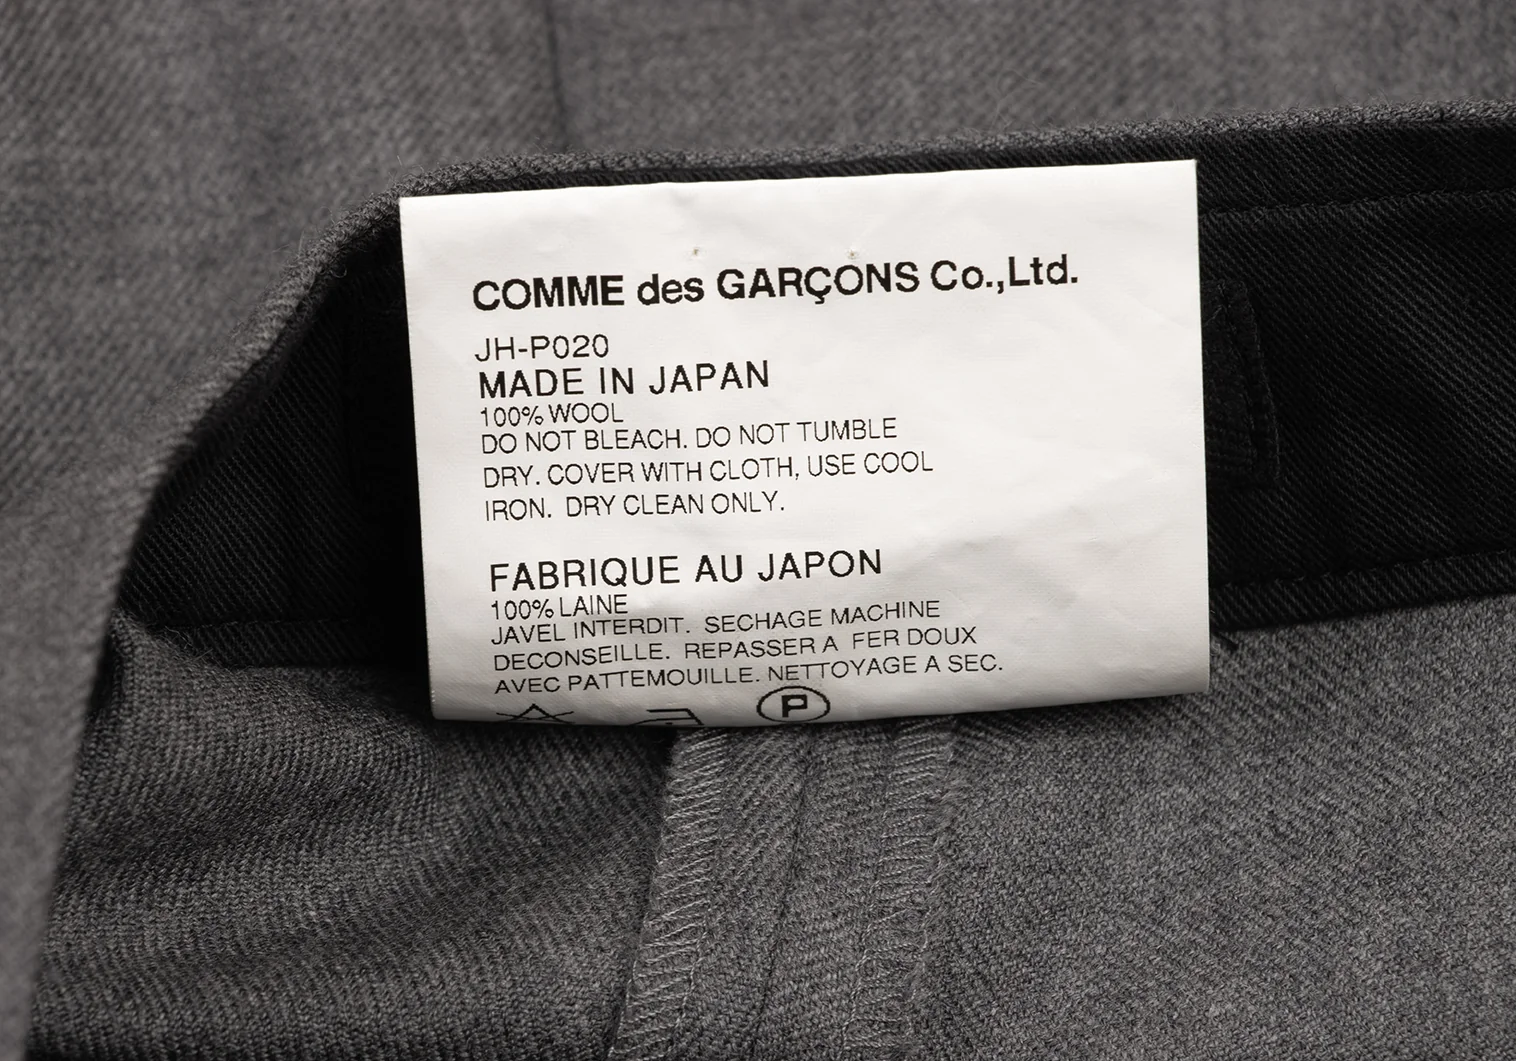 COMME des GARÇONS Co.,Ltd.
JH-P020
MADE IN JAPAN
100% WOOL
DO NOT BLEACH. DO NOT TUMBLE
DRY. COVER WITH CLOTH, USE COOL
IRON. DRY CLEAN ONLY.
FABRIQUE AU JAPON
100% LAINE
JAVEL INTERDIT. SECHAGE MACHINE
DECONSEILLE. REPASSER A FER DOUX
AVEC PATTEMOUILLE. NETTOYAGE A SEC.
P